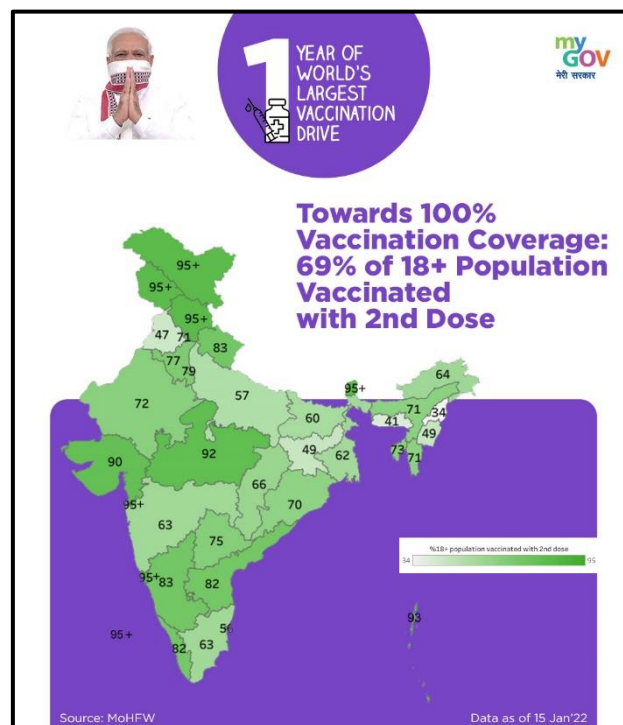 1
YEAR OF
WORLD'S
LARGEST
VACCINATION
DRIVE
my
GOV
मेरी सरकार
Towards 100%
Vaccination Coverage:
69% of 18+ Population
Vaccinated
with 2nd Dose
95+
95+
95+
47
71
83
77
79
72
57
95+
64
60
71
34
41
49
90
92
49
62
73
71
66
95+
63
70
75
95+
83
82
93
95+
56
82
63
%18+ population vaccinated with 2nd dose
34
95
Source: MoHFW
Data as of 15 Jan'22